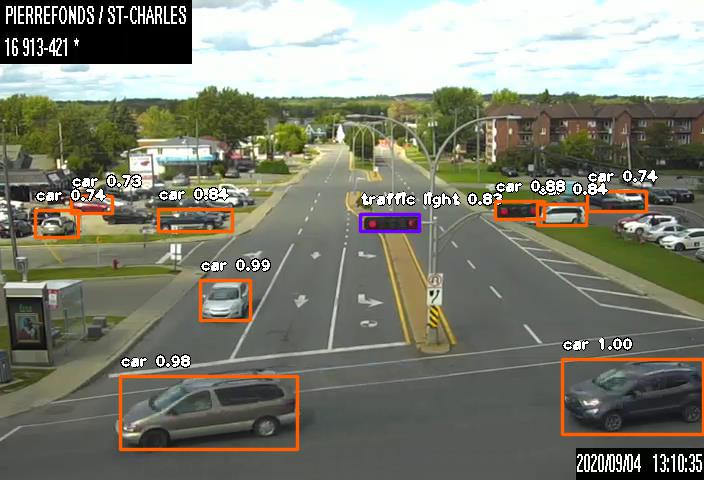 PIERREFONDS / ST-CHARLES
16 913-421 *
car 0.73
car 0.74
car 0.84
traffic light 0.83
car 0.88
0.84
car 0.74
car 0.99
car 0.98
car 1.00
2020/09/04 13:10:35